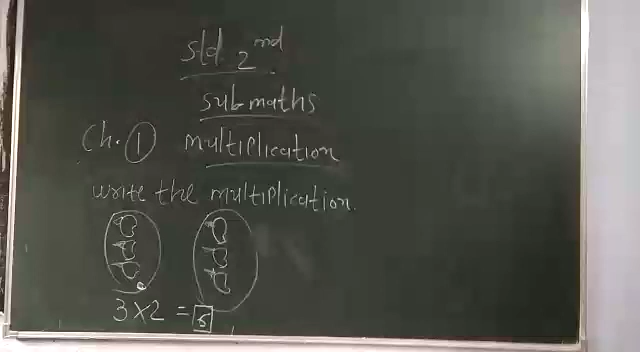 std 2nd
sub maths
Ch. 1 multiplication
write the multiplication.
3×2 = 6